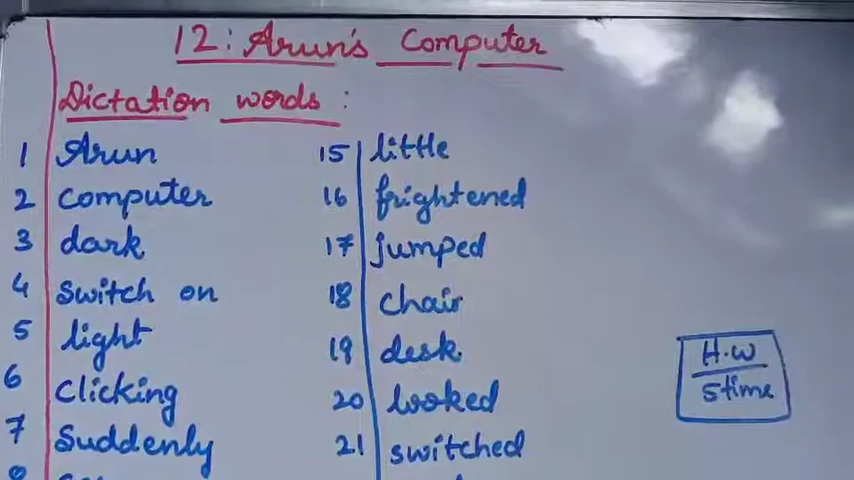 12: Arun's Computer
Dictation words:
1 Arun
2 Computer
3 dark
4 Switch on
5 light
6 Clicking
7 Suddenly
8
15 little
16 frightened
17 jumped
18 chair
19 desk
20 looked
21 switched
H.W
5time